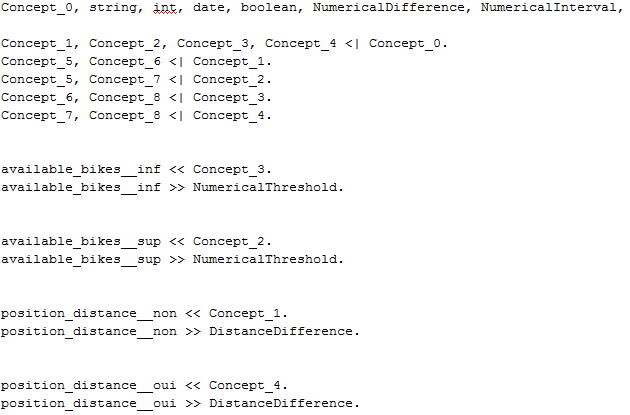 Concept_0, string, int, date, boolean, NumericalDifference, NumericalInterval,
Concept_1, Concept_2, Concept_3, Concept_4 <| Concept_0.
Concept_5, Concept_6 <| Concept_1.
Concept_5, Concept_7 <| Concept_2.
Concept_6, Concept_8 <| Concept_3.
Concept_7, Concept_8 <| Concept_4.
available_bikes__inf << Concept_3.
available_bikes__inf >> NumericalThreshold.
available_bikes__sup << Concept_2.
available_bikes__sup >> NumericalThreshold.
position_distance__non << Concept_1.
position_distance__non >> DistanceDifference.
position_distance__oui << Concept_4.
position_distance__oui >> DistanceDifference.